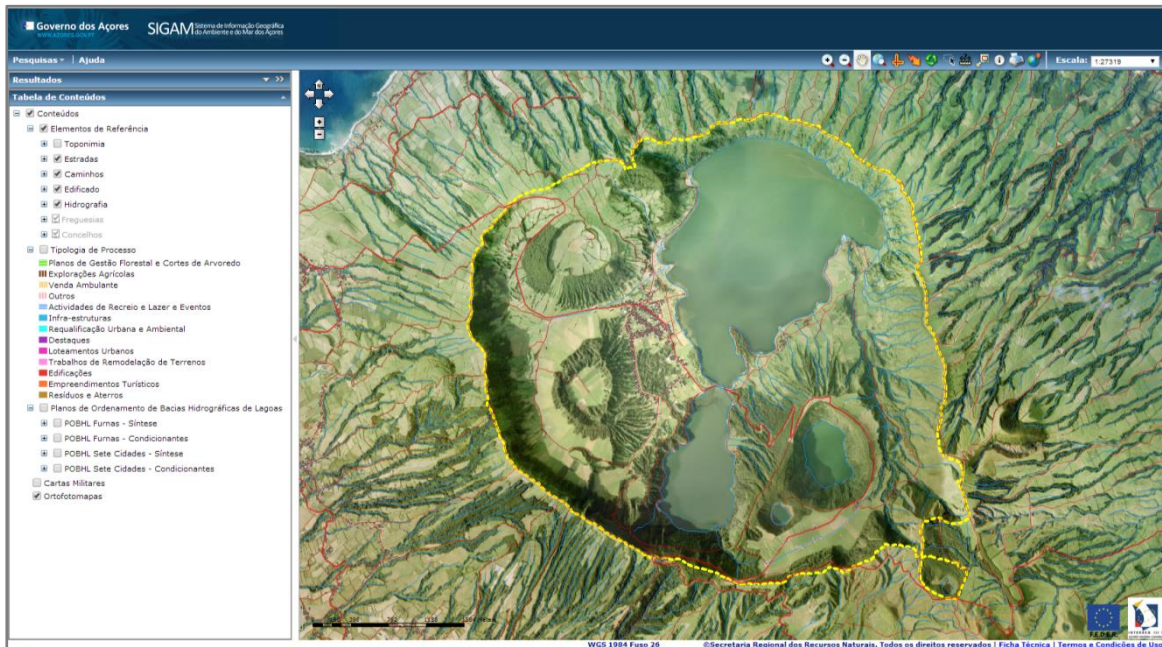 Governo dos Açores
WWW.AZORES.GOV.PT
SIGAM Sistema de Informação Geográfica
do Ambiente e do Mar dos Açores
Pesquisas | Ajuda
Escala: 1:27319
Resultados
Tabela de Conteúdos
Conteúdos
Elementos de Referência
Toponimia
Estradas
Caminhos
Edificado
Hidrografia
Freguesias
Concelhos
Tipologia de Processo
Planos de Gestão Florestal e Cortes de Arvoredo
Explorações Agrícolas
Venda Ambulante
Outros
Actividades de Recreio e Lazer e Eventos
Infra-estruturas
Requalificação Urbana e Ambiental
Destaques
Loteamentos Urbanos
Trabalhos de Remodelação de Terrenos
Edificações
Empreendimentos Turísticos
Resíduos e Aterros
Planos de Ordenamento de Bacias Hidrográficas de Lagoas
POBHL Furnas - Síntese
POBHL Furnas - Condicionantes
POBHL Sete Cidades - Síntese
POBHL Sete Cidades - Condicionantes
Cartas Militares
Ortofotomapas
WGS 1984 Fuso 26
©Secretaria Regional dos Recursos Naturais. Todos os direitos reservados | Ficha Técnica | Termos e Condições de Uso